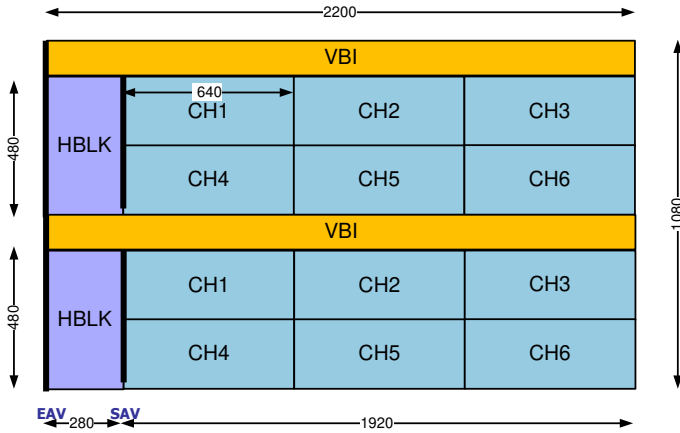 2200
VBI
640
CH1 CH2 CH3
480
HBLK
CH4 CH5 CH6
1080
VBI
CH1 CH2 CH3
480
HBLK
CH4 CH5 CH6
EAV 280 SAV 1920